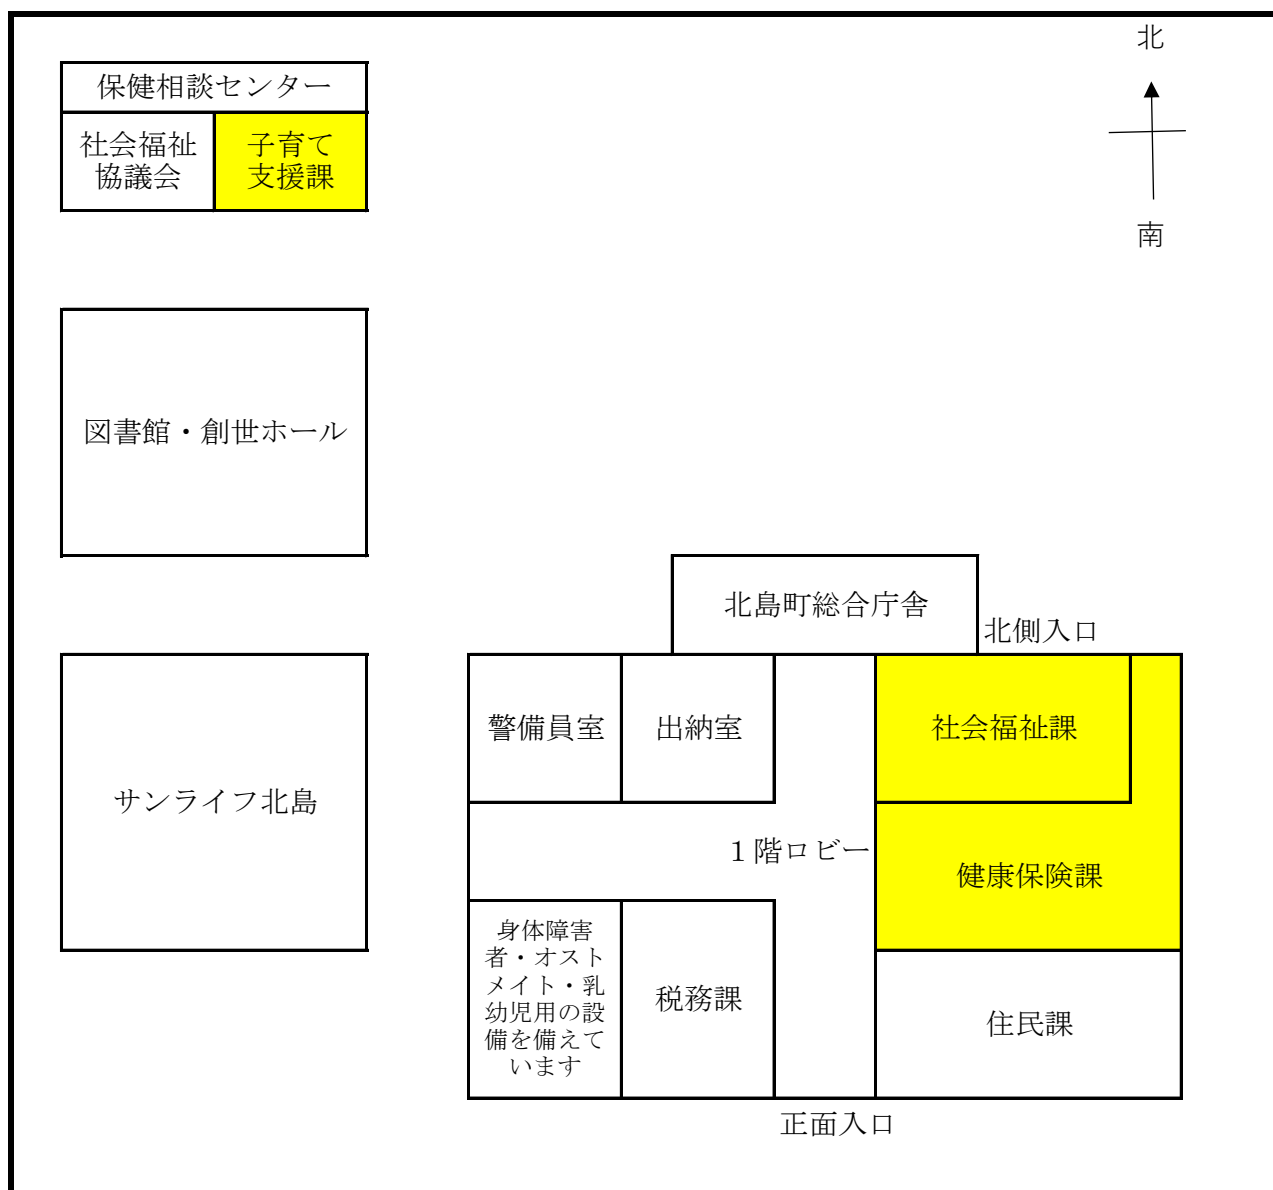 北
保健相談センター
社会福祉
協議会
子育て
支援課
南
図書館・創世ホール
北島町総合庁舎
北側入口
警備員室
出納室
社会福祉課
サンライフ北島
１階ロビー
健康保険課
身体障害
者・オスト
メイト・乳
幼児用の設
備を備えて
います
税務課
住民課
正面入口